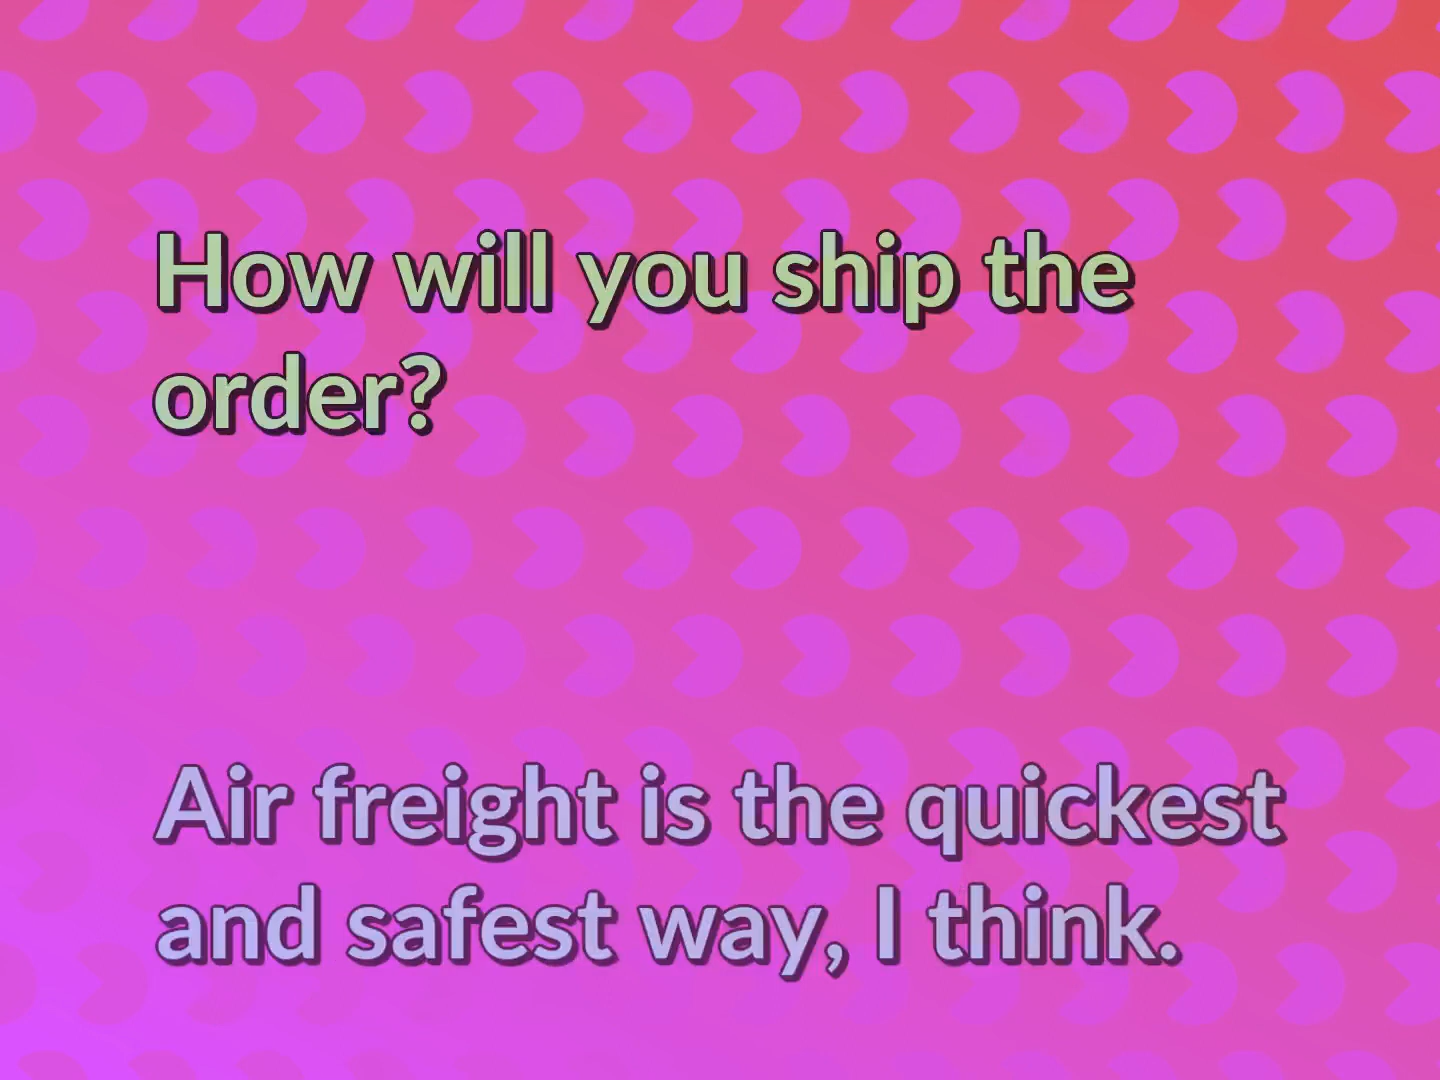 How will you ship the
order?
Air freight is the quickest
and safest way, I think.